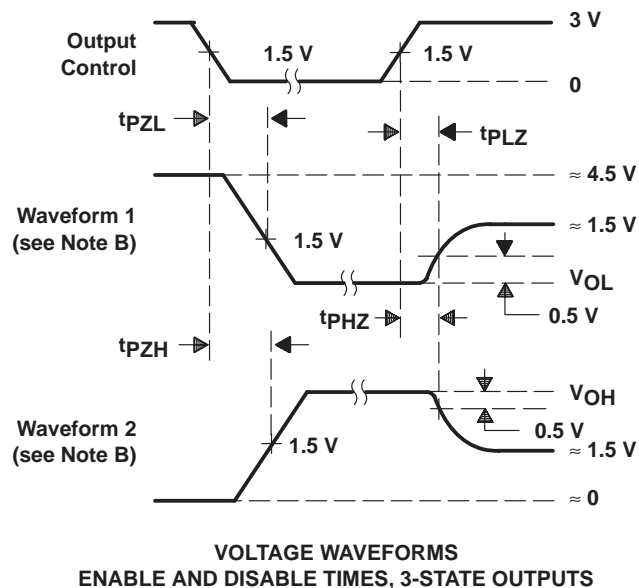 3 V
Output
Control
1.5 V
1.5 V
0
tPZL
tPLZ
≈ 4.5 V
Waveform 1
(see Note B)
1.5 V
≈ 1.5 V
VOL
tPHZ
0.5 V
tPZH
VOH
Waveform 2
(see Note B)
1.5 V
0.5 V
≈ 1.5 V
≈ 0
VOLTAGE WAVEFORMS
ENABLE AND DISABLE TIMES, 3-STATE OUTPUTS